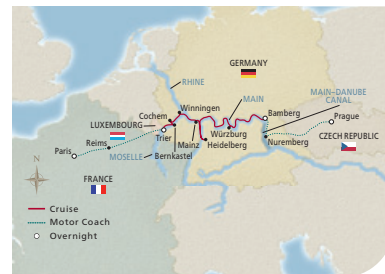 GERMANY
RHINE
Winningen
MAIN
MAIN-DANUBE
CANAL
Cochem
Bamberg
Prague
LUXEMBOURG
Trier
Würzburg
CZECH REPUBLIC
Reims
Paris
Mainz
Heidelberg
Nuremberg
MOSELLE
Bernkastel
FRANCE
N
Cruise
Motor Coach
Overnight